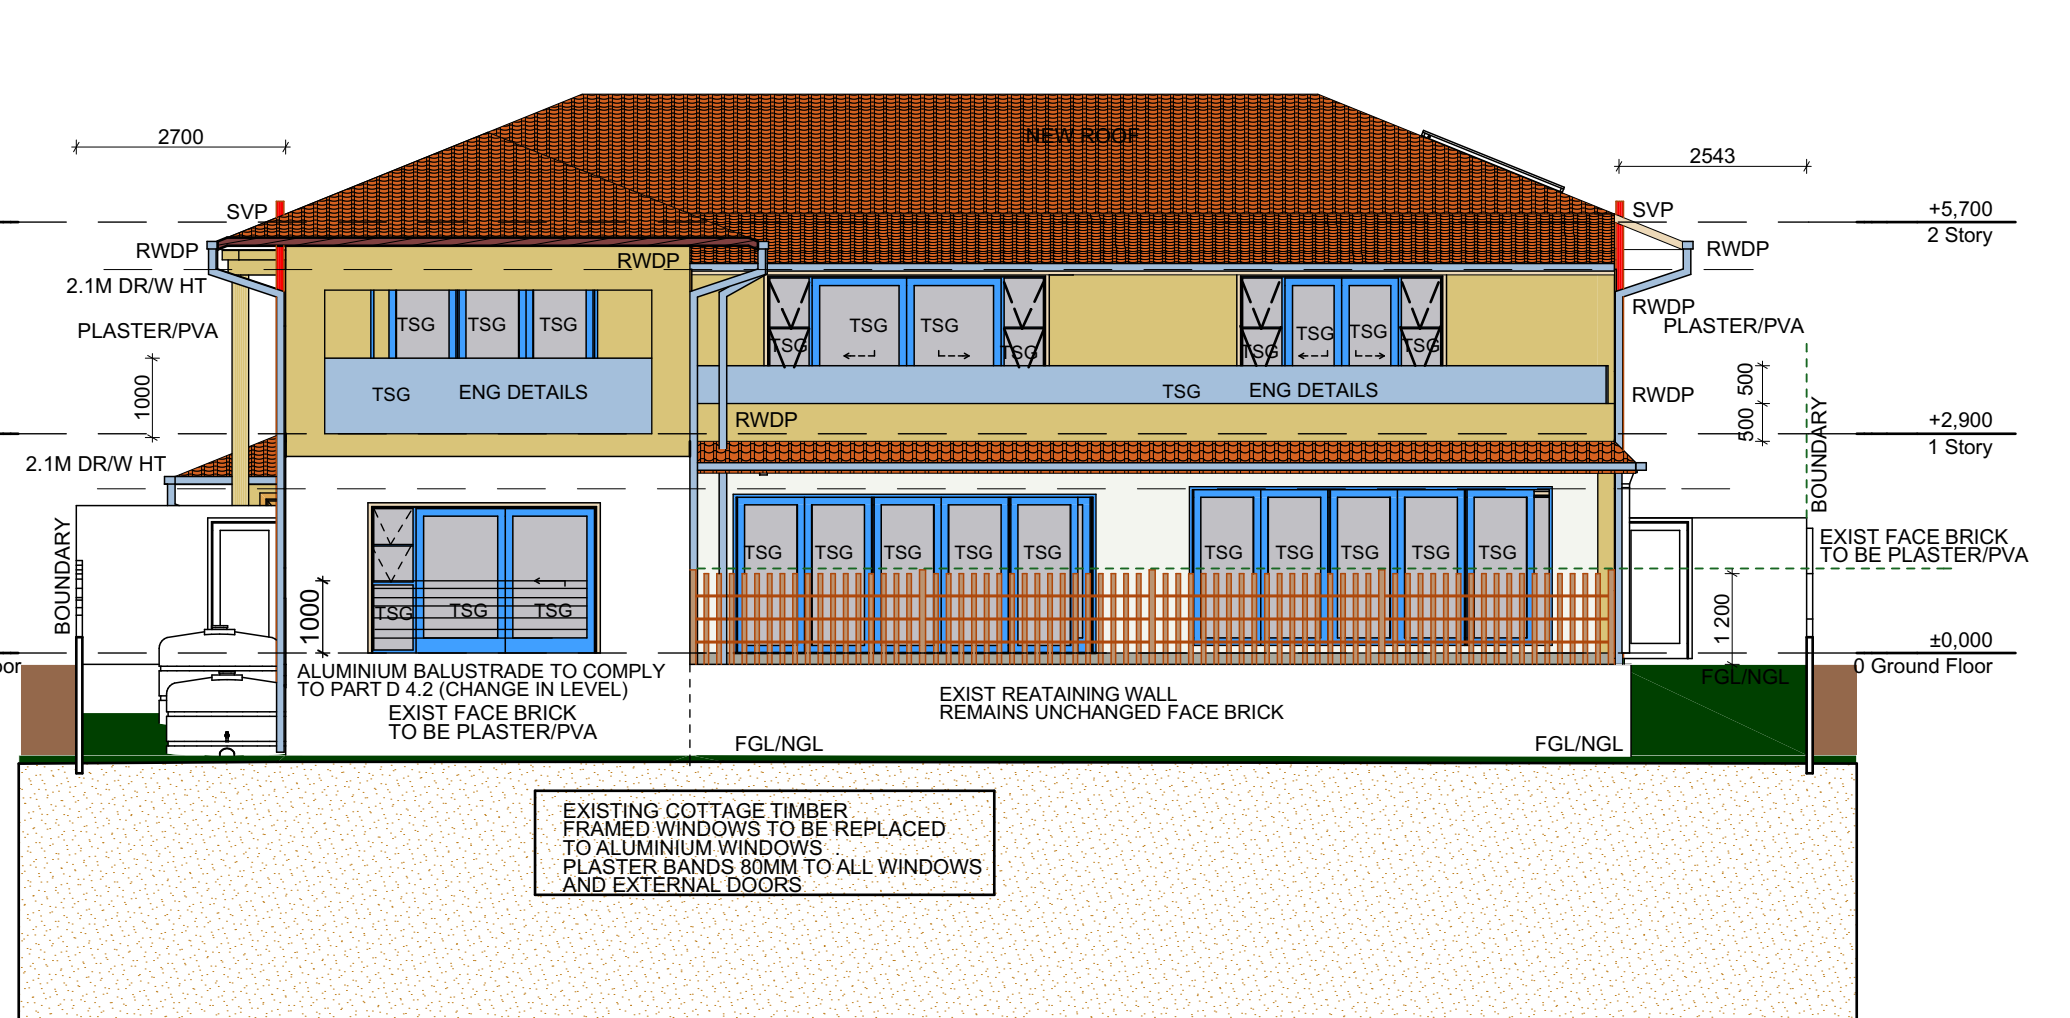 NEW ROOF
2700
2543
SVP
SVP
+5,700
2 Story
RWDP
RWDP
RWDP
2.1M DR/W HT
RWDP
PLASTER/PVA
PLASTER/PVA
TSG
TSG
TSG
TSG
TSG
TSG
TSG
TSG
TSG
TSG
TSG
1000
500
500
TSG
ENG DETAILS
TSG
ENG DETAILS
RWDP
RWDP
+2,900
1 Story
2.1M DR/W HT
BOUNDARY
BOUNDARY
EXIST FACE BRICK
TO BE PLASTER/PVA
TSG
TSG
TSG
TSG
TSG
TSG
TSG
TSG
TSG
TSG
TSG
TSG
TSG
1000
1 200
±0,000
0 Ground Floor
oor
ALUMINIUM BALUSTRADE TO COMPLY
TO PART D 4.2 (CHANGE IN LEVEL)
EXIST FACE BRICK
TO BE PLASTER/PVA
EXIST REATAINING WALL
REMAINS UNCHANGED FACE BRICK
FGL/NGL
FGL/NGL
FGL/NGL
EXISTING COTTAGE TIMBER
FRAMED WINDOWS TO BE REPLACED
TO ALUMINIUM WINDOWS .
PLASTER BANDS 80MM TO ALL WINDOWS
AND EXTERNAL DOORS